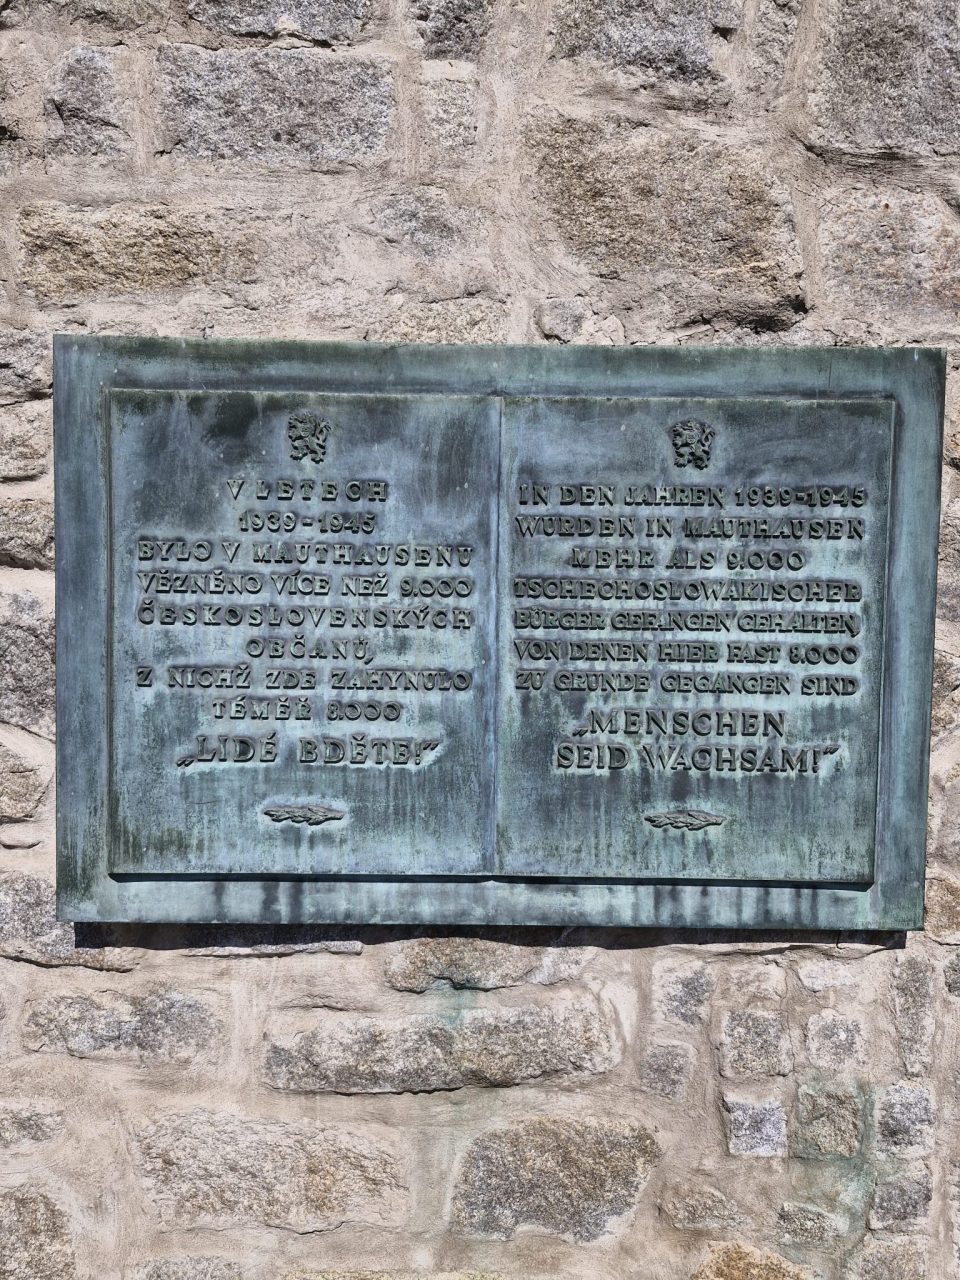 V LETECH
1939-1945
BYLO V MAUTHAUSENU
VĚZNĚNO VÍCE NEŽ 9.000
ČESKOSLOVENSKÝCH
OBČANŮ,
Z NICHŽ ZDE ZAHYNULO
TÉMĚŘ 8.000
„LIDÉ BDĚTE!“
IN DEN JAHREN 1939-1945
WURDEN IN MAUTHAUSEN
MEHR ALS 9.000
TSCHECHOSLOWAKISCHER
BÜRGER GEFANGEN GEHALTEN,
VON DENEN HIER FAST 8.000
ZU GRUNDE GEGANGEN SIND
„MENSCHEN
SEID WACHSAM!“